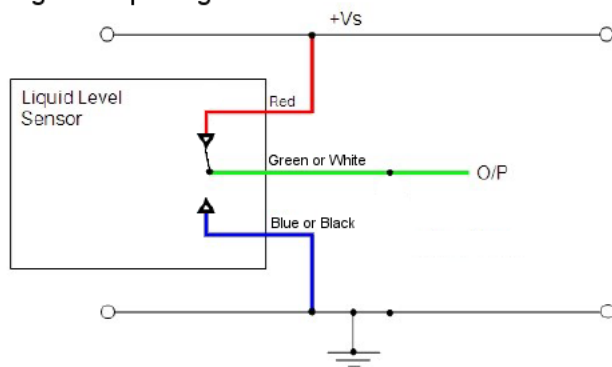 +Vs
Liquid Level
Sensor
Red
Green or White
O/P
Blue or Black